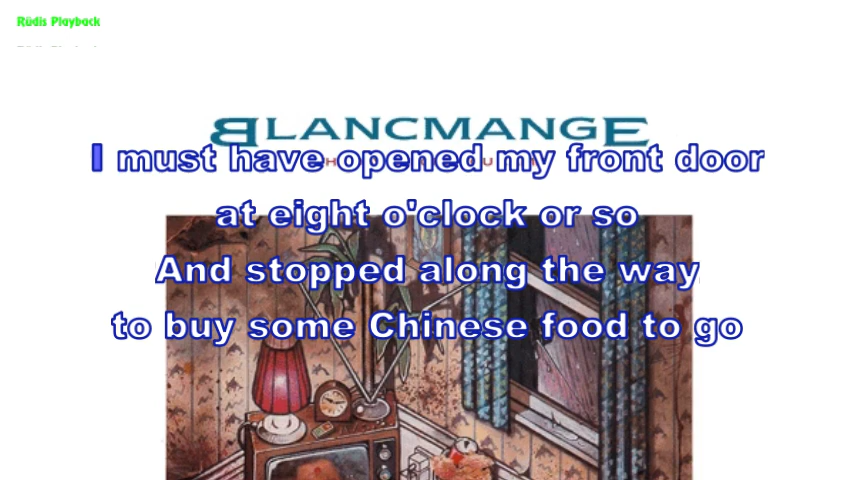 Rüdis Playback
BLANCMANGE
I must have opened my front door
at eight o'clock or so
And stopped along the way
to buy some Chinese food to go